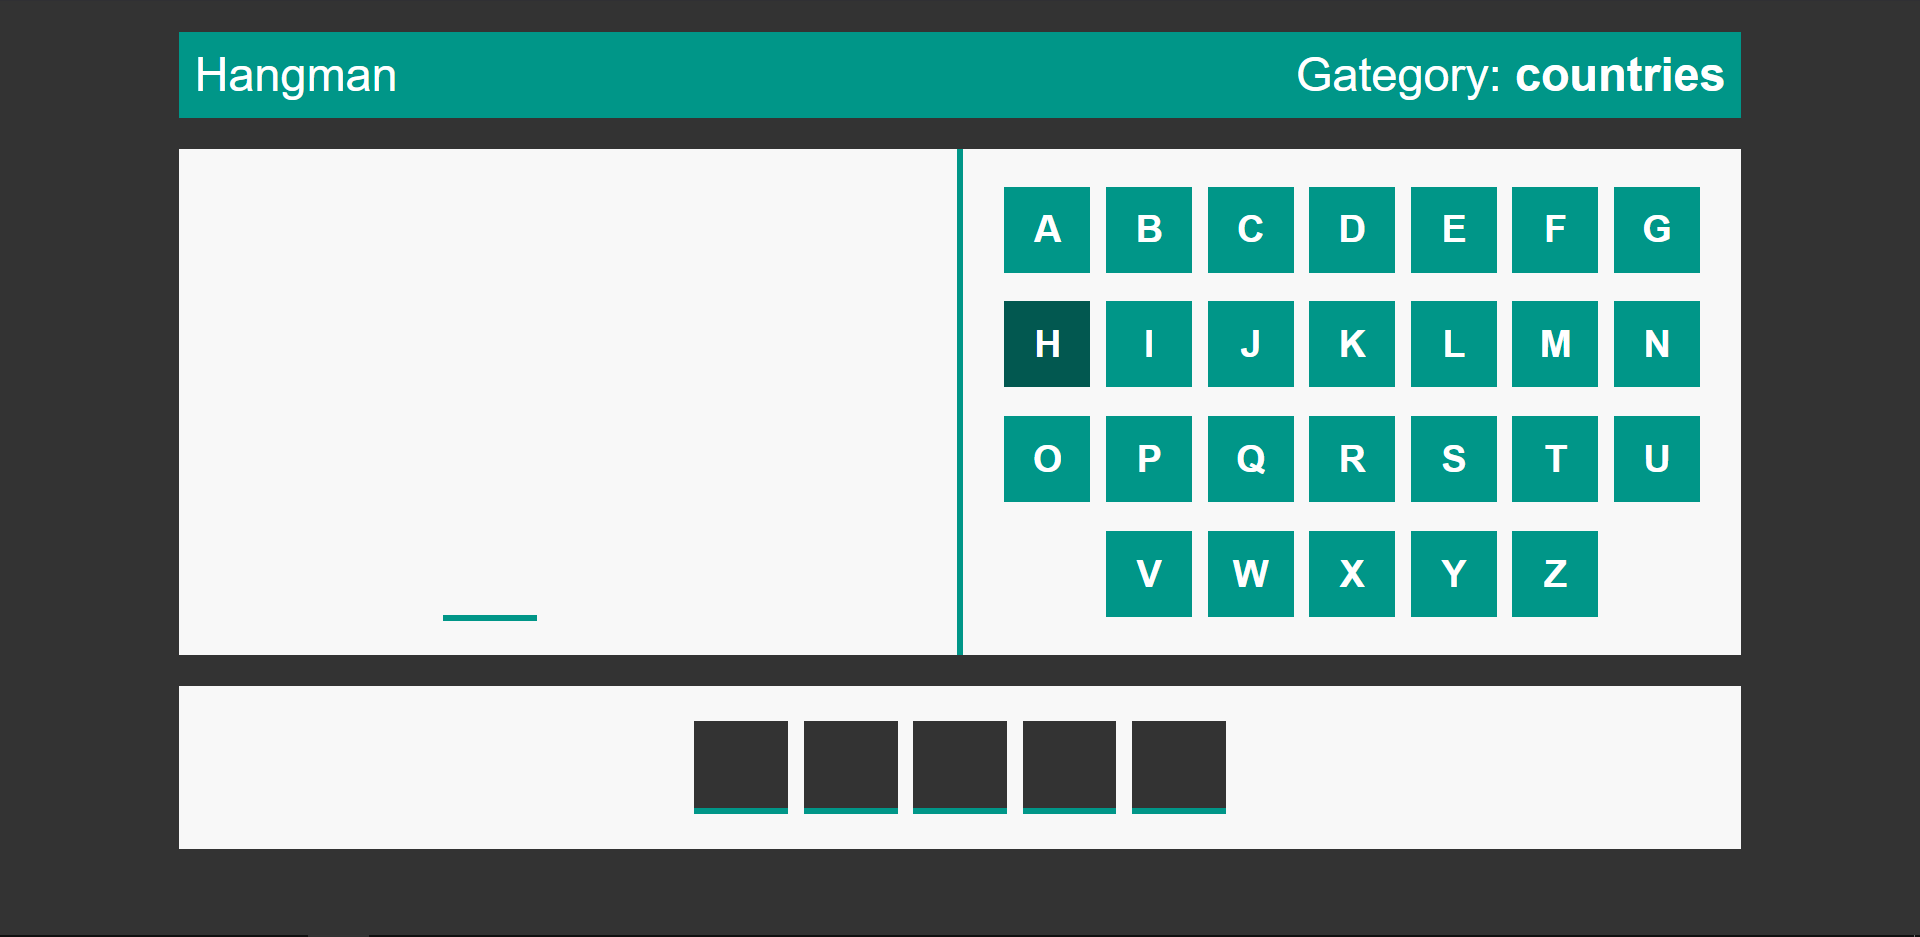 Hangman
Gategory: countries
A B C D E F G
H I J K L M N
O P Q R S T U
V W X Y Z